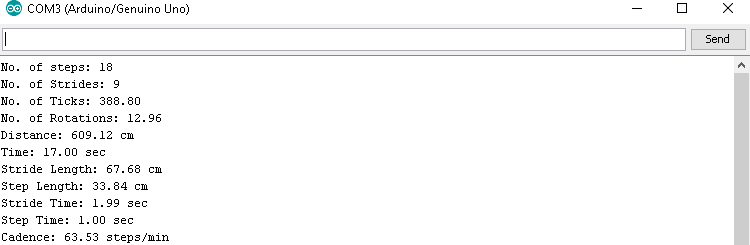 COM3 (Arduino/Genuino Uno)
Send
No. of steps: 18
No. of Strides: 9
No. of Ticks: 388.80
No. of Rotations: 12.96
Distance: 609.12 cm
Time: 17.00 sec
Stride Length: 67.68 cm
Step Length: 33.84 cm
Stride Time: 1.99 sec
Step Time: 1.00 sec
Cadence: 63.53 steps/min